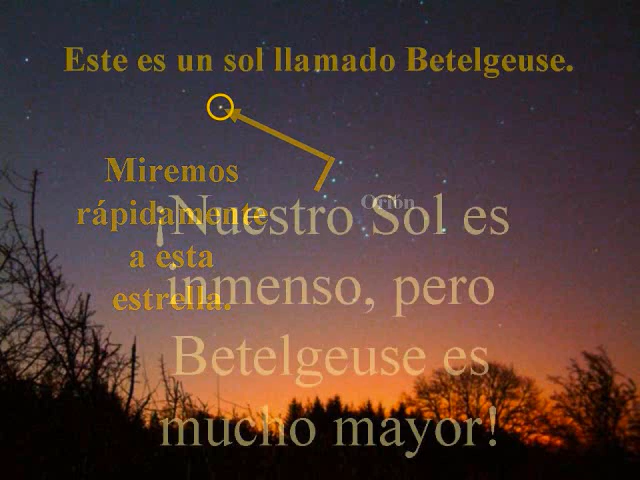 Este es un sol llamado Betelgeuse.
Miremos
rápidamente
a esta
estrella.
Orión
¡Nuestro Sol es
inmenso, pero
Betelgeuse es
mucho mayor!